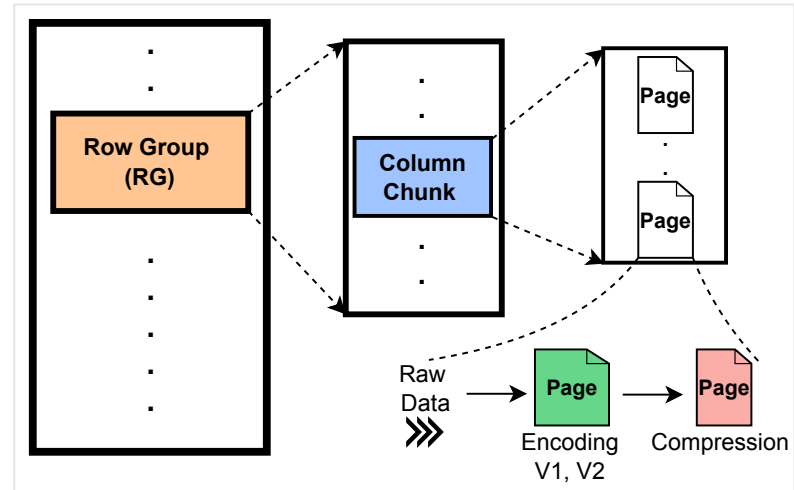 Row Group
(RG)
Column
Chunk
Page
Page
Raw
Data
Page
Encoding
V1, V2
Page
Compression